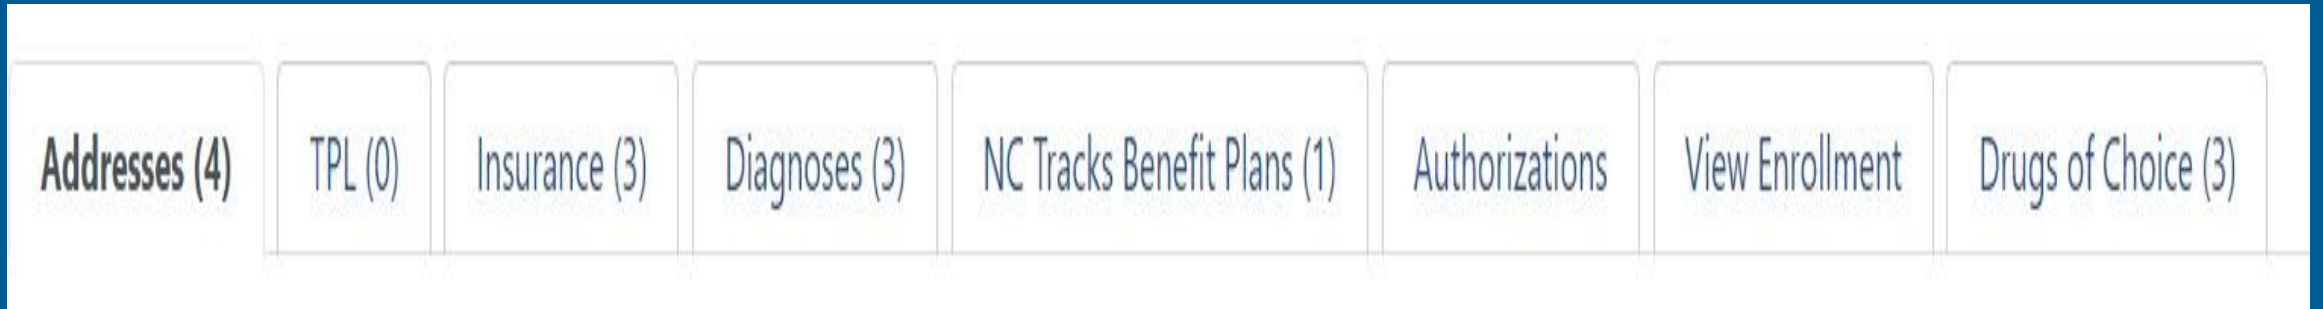 Addresses (4) TPL (0) Insurance (3) Diagnoses (3) NC Tracks Benefit Plans (1) Authorizations View Enrollment Drugs of Choice (3)